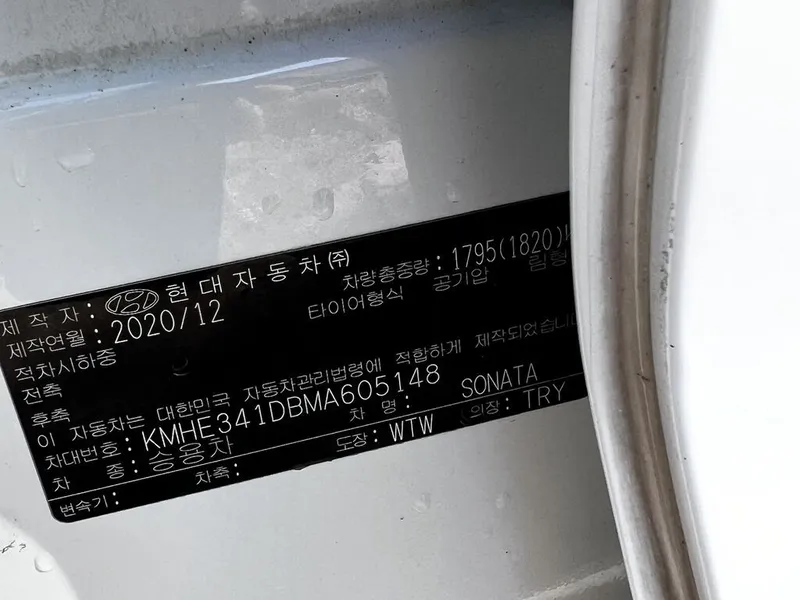 제 작 자 : 현 대 자 동 차 ㈜
제작연월 : 2020/12 차량총중량 : 1795(1820)
적차시하중 타이어형식 공기압 림형
전축
후축
이 자동차는 대한민국 자동차관리법령에 적합하게 제작되었습니
차대번호 : KMHE341DBMA605148
차 종 : 승용차 차 명 : SONATA
변속기 : 차축 : 도장 : WTW 의장 : TRY